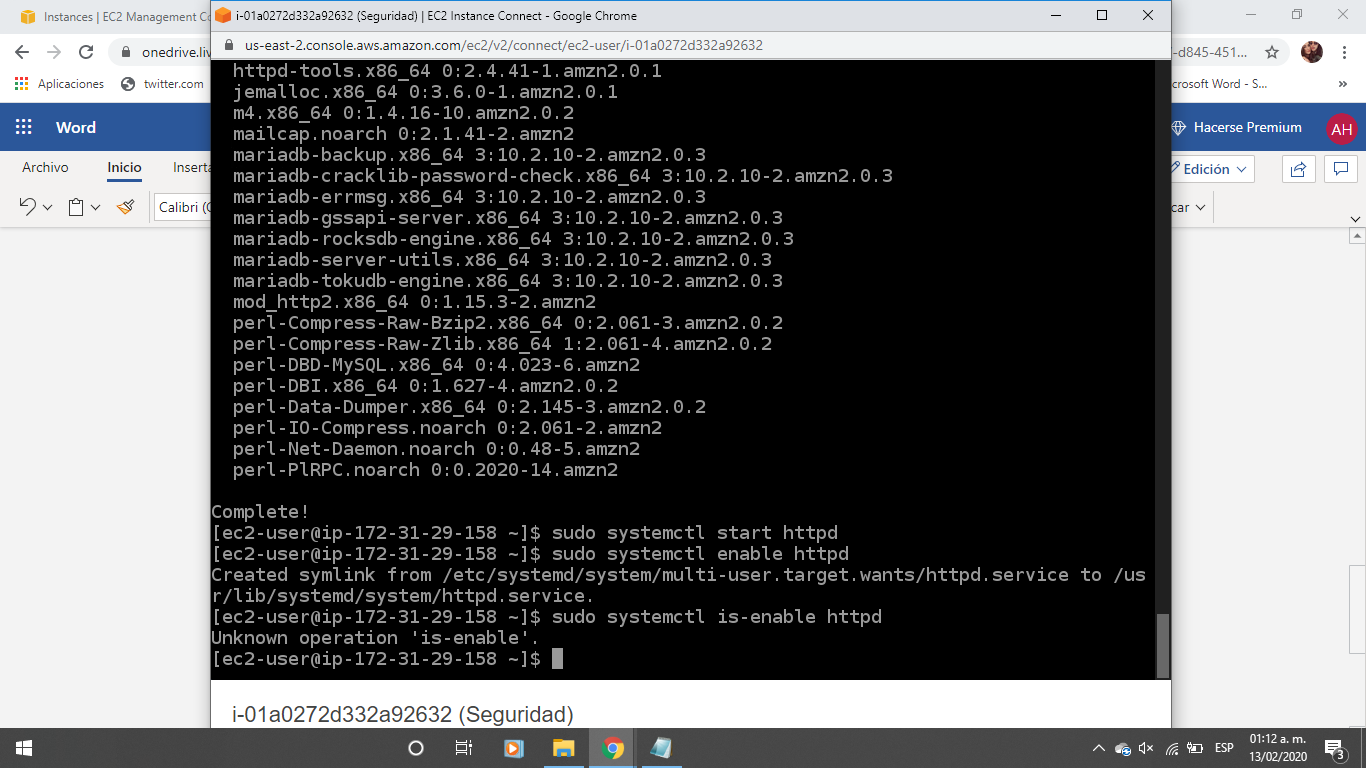 Instances | EC2 Management Co
i-01a0272d332a92632 (Seguridad) | EC2 Instance Connect - Google Chrome
onedrive.liv
us-east-2.console.aws.amazon.com/ec2/v2/connect/ec2-user/i-01a0272d332a92632
-d845-451...
Aplicaciones
twitter.com
crosoft Word - S...
»
Word
Hacerse Premium
AH
Archivo
Inicio
Inserta
Edición
Calibri (C
car
httpd-tools.x86_64 0:2.4.41-1.amzn2.0.1
jemalloc.x86_64 0:3.6.0-1.amzn2.0.1
m4.x86_64 0:1.4.16-10.amzn2.0.2
mailcap.noarch 0:2.1.41-2.amzn2
mariadb-backup.x86_64 3:10.2.10-2.amzn2.0.3
mariadb-cracklib-password-check.x86_64 3:10.2.10-2.amzn2.0.3
mariadb-errmsg.x86_64 3:10.2.10-2.amzn2.0.3
mariadb-gssapi-server.x86_64 3:10.2.10-2.amzn2.0.3
mariadb-rocksdb-engine.x86_64 3:10.2.10-2.amzn2.0.3
mariadb-server-utils.x86_64 3:10.2.10-2.amzn2.0.3
mariadb-tokudb-engine.x86_64 3:10.2.10-2.amzn2.0.3
mod_http2.x86_64 0:1.15.3-2.amzn2
perl-Compress-Raw-Bzip2.x86_64 0:2.061-3.amzn2.0.2
perl-Compress-Raw-Zlib.x86_64 1:2.061-4.amzn2.0.2
perl-DBD-MySQL.x86_64 0:4.023-6.amzn2
perl-DBI.x86_64 0:1.627-4.amzn2.0.2
perl-Data-Dumper.x86_64 0:2.145-3.amzn2.0.2
perl-IO-Compress.noarch 0:2.061-2.amzn2
perl-Net-Daemon.noarch 0:0.48-5.amzn2
perl-PlRPC.noarch 0:0.2020-14.amzn2
Complete!
[ec2-user@ip-172-31-29-158 ~]$ sudo systemctl start httpd
[ec2-user@ip-172-31-29-158 ~]$ sudo systemctl enable httpd
Created symlink from /etc/systemd/system/multi-user.target.wants/httpd.service to /us
r/lib/systemd/system/httpd.service.
[ec2-user@ip-172-31-29-158 ~]$ sudo systemctl is-enable httpd
Unknown operation 'is-enable'.
[ec2-user@ip-172-31-29-158 ~]$
i-01a0272d332a92632 (Seguridad)
ESP
01:12 a. m.
13/02/2020
3